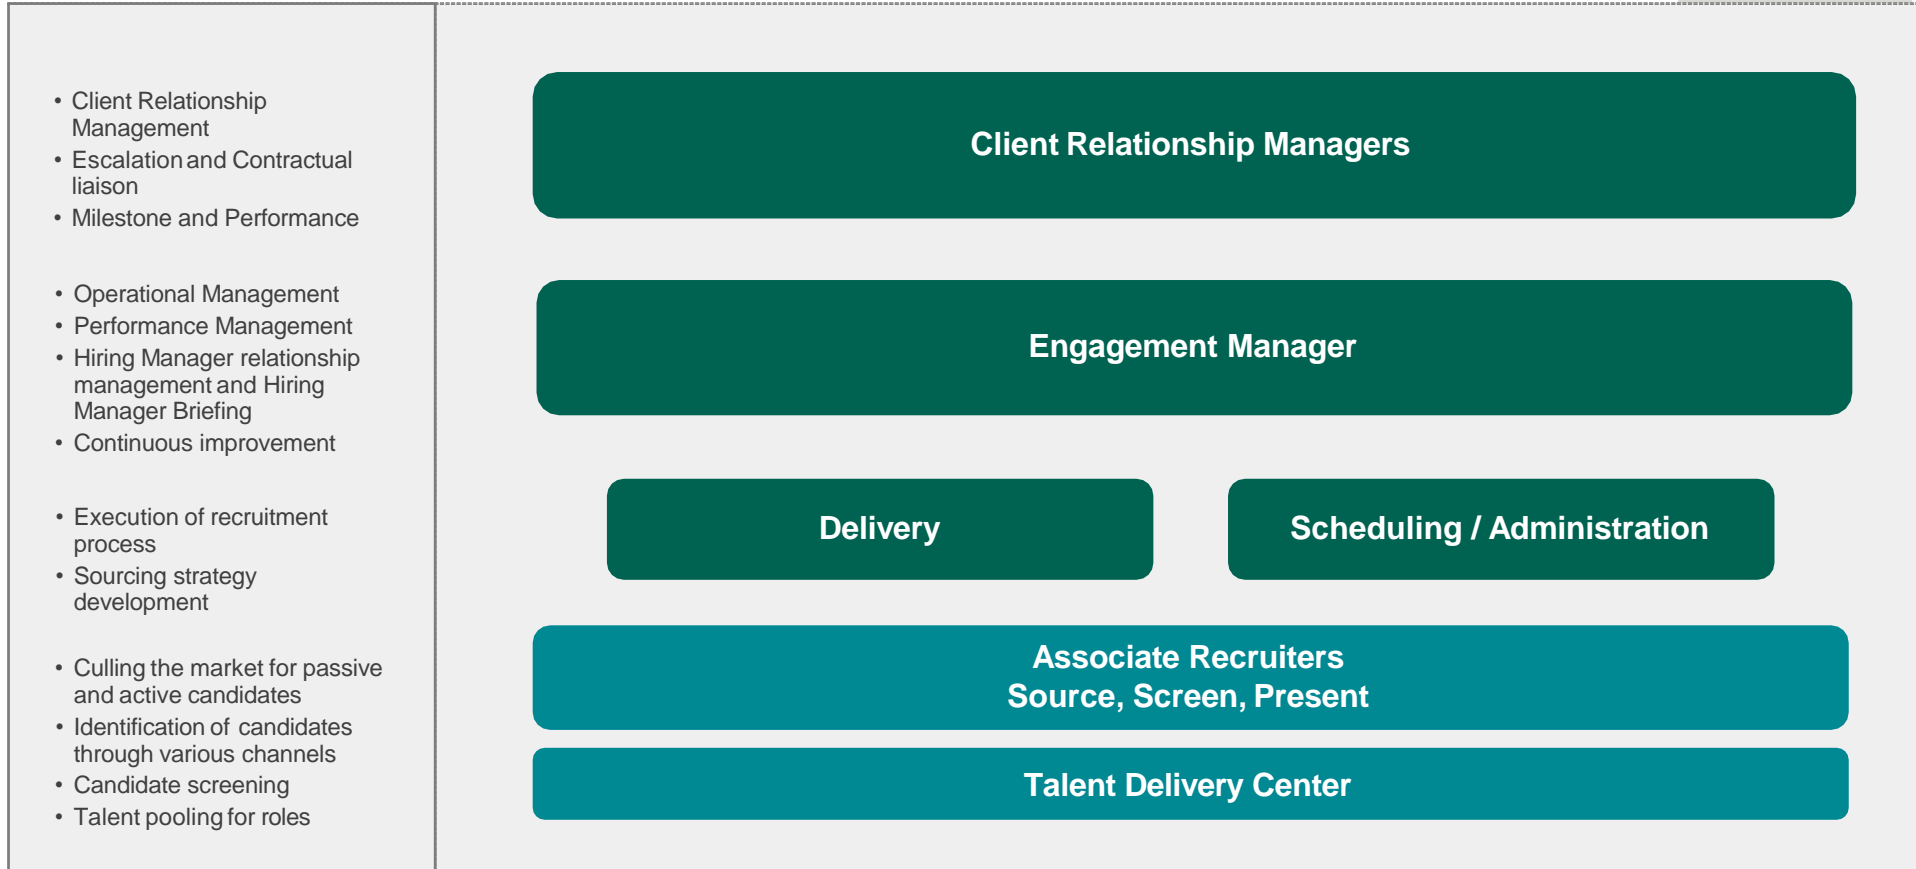 • Client Relationship
Management
• Escalation and Contractual
liaison
• Milestone and Performance
Client Relationship Managers
• Operational Management
• Performance Management
• Hiring Manager relationship
management and Hiring
Manager Briefing
• Continuous improvement
Engagement Manager
• Execution of recruitment
process
• Sourcing strategy
development
Delivery
Scheduling / Administration
• Culling the market for passive
and active candidates
• Identification of candidates
through various channels
• Candidate screening
• Talent pooling for roles
Associate Recruiters
Source, Screen, Present
Talent Delivery Center